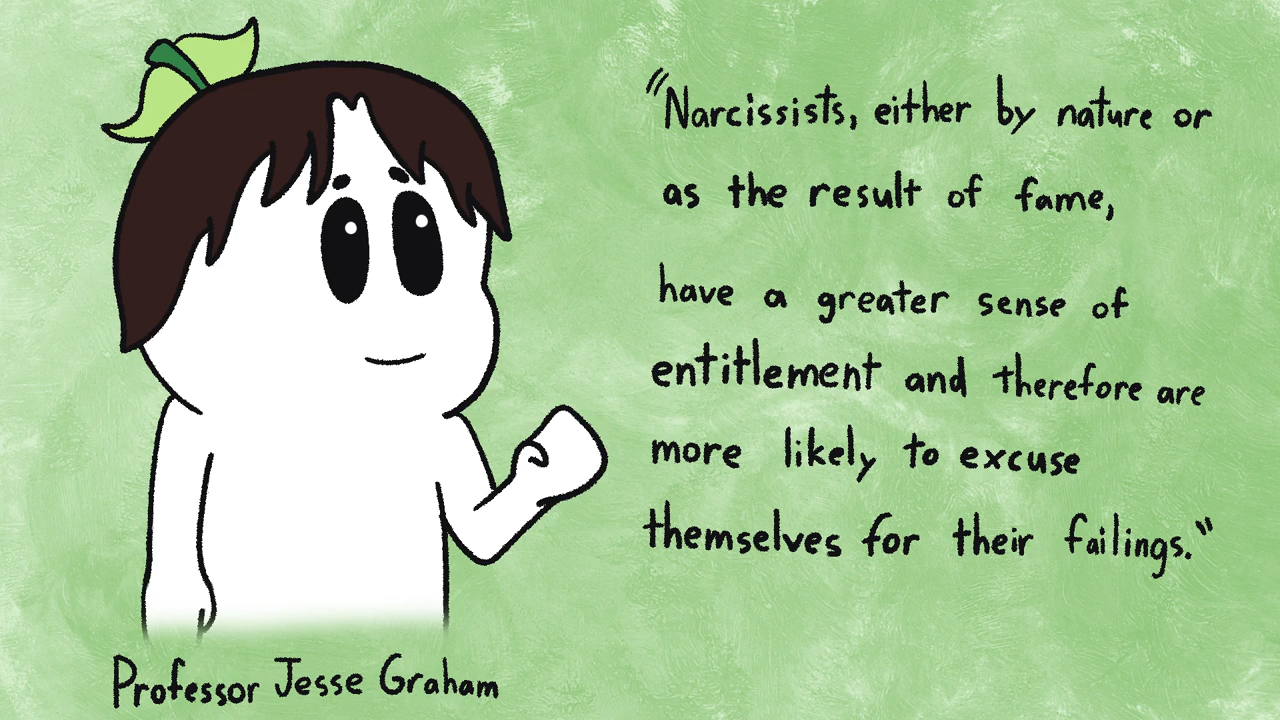 "Narcissists, either by nature or
as the result of fame,
have a greater sense of
entitlement and therefore are
more likely to excuse
themselves for their failings."
Professor Jesse Graham